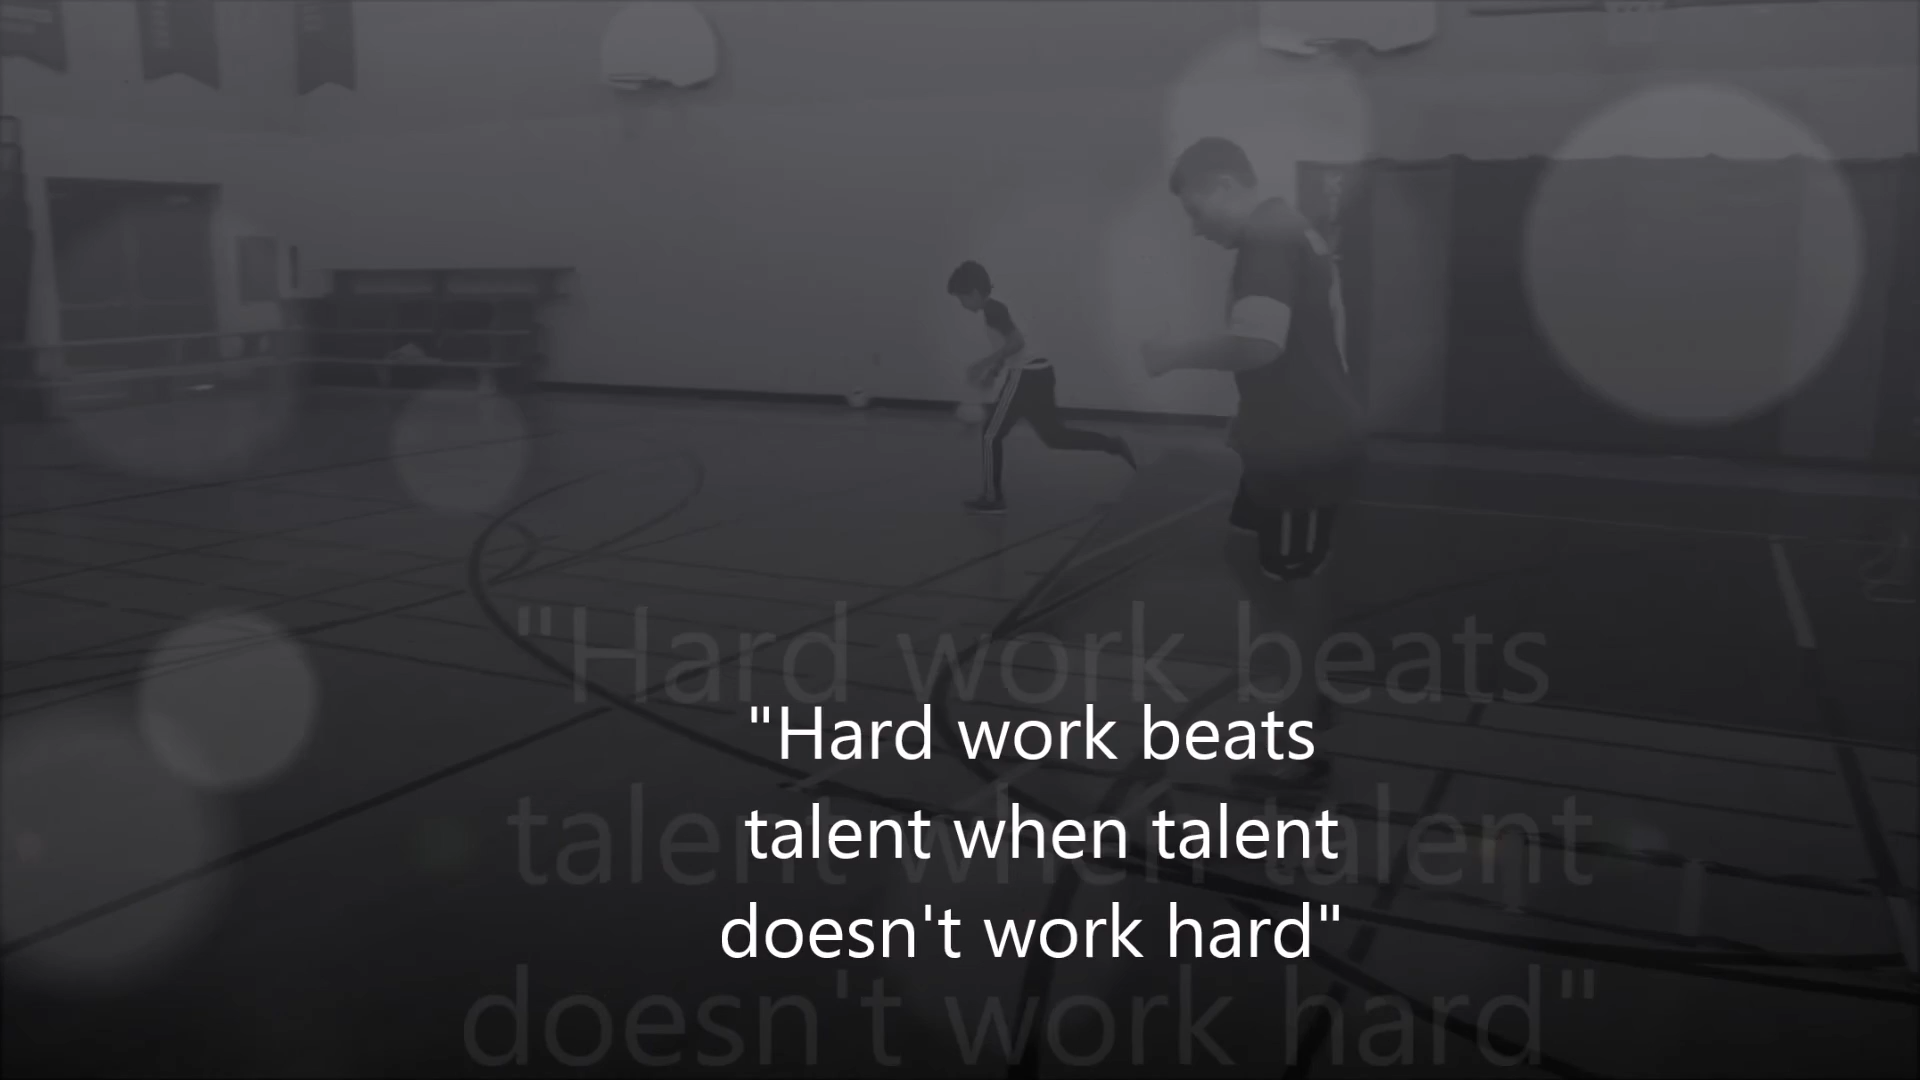 "Hard work beats
talent when talent
doesn't work hard"